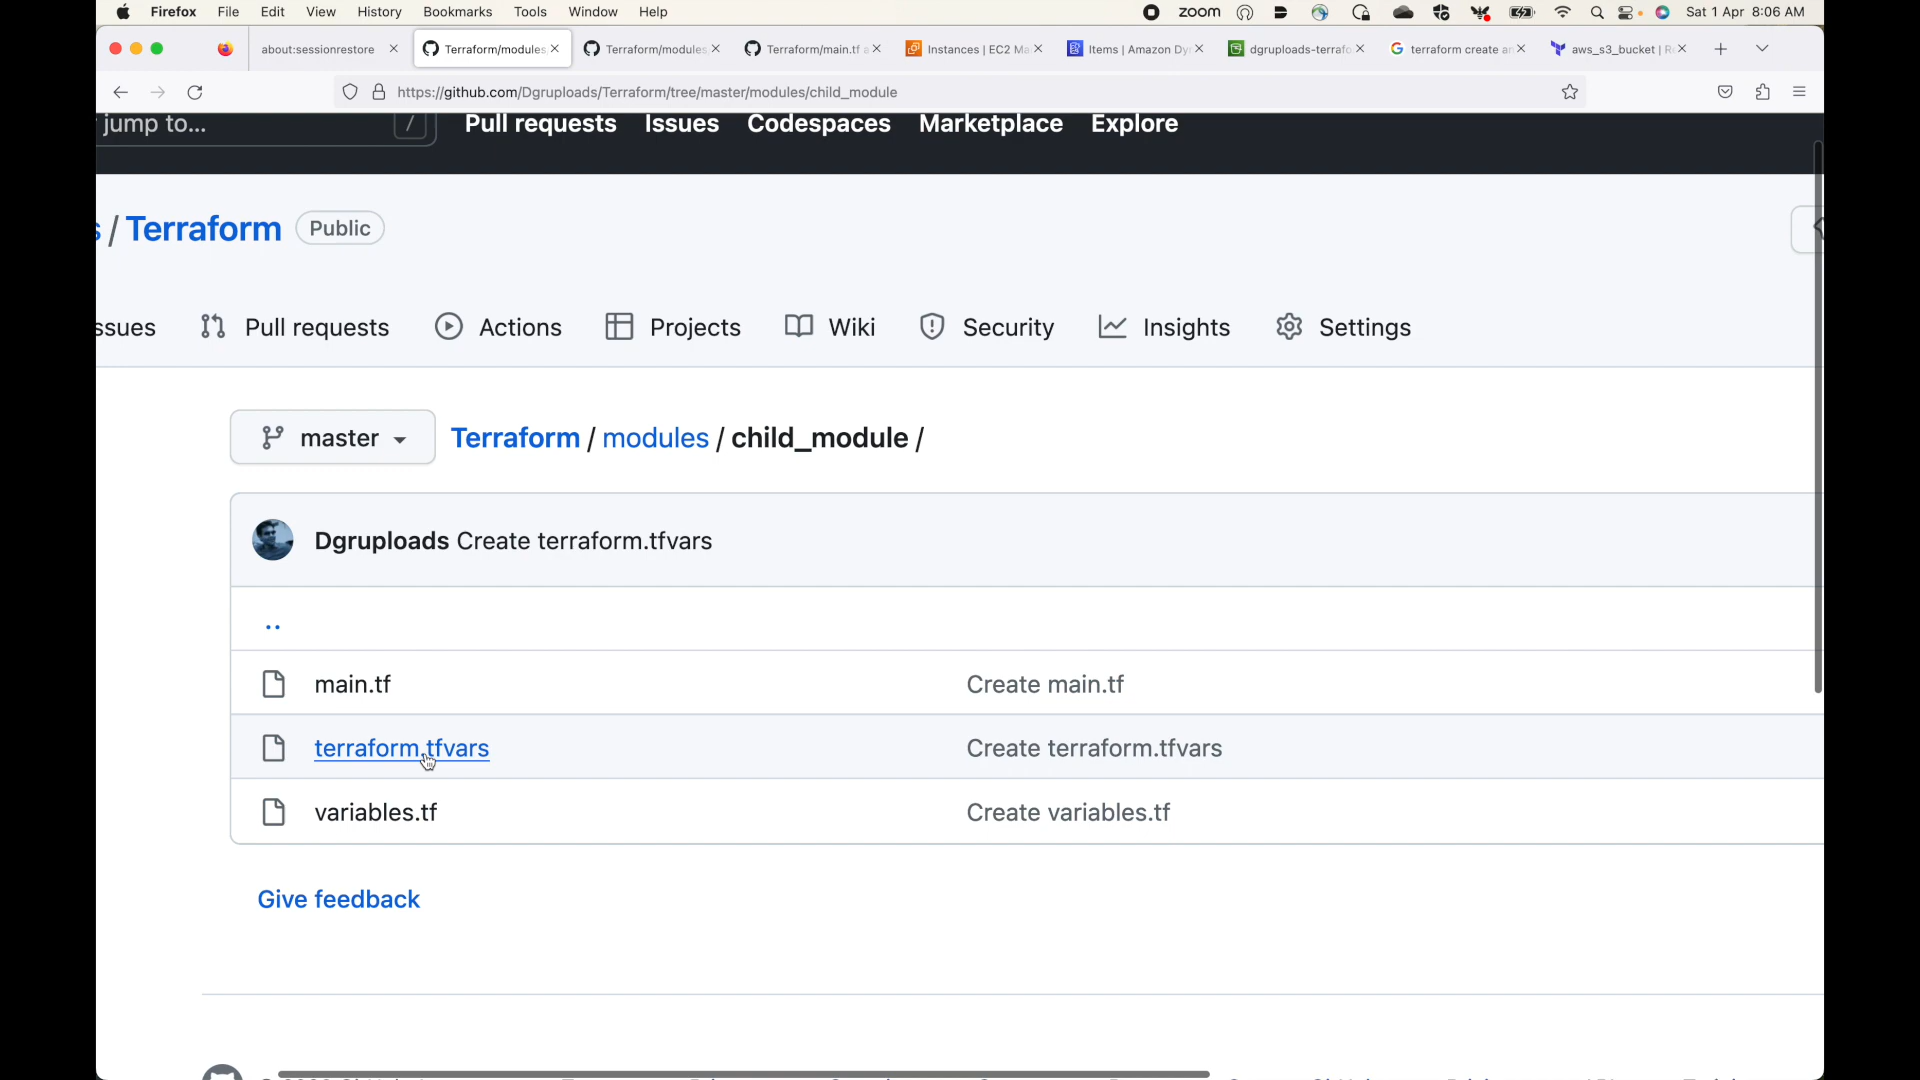 Firefox File Edit View History Bookmarks Tools Window Help zoom Sat 1 Apr 8:06 AM
about:sessionrestore Terraform/modules Terraform/modules Terraform/main.tf a Instances | EC2 Ma Items | Amazon Dy dgruploads-terrafo terraform create an aws_s3_bucket | Re
https://github.com/Dgruploads/Terraform/tree/master/modules/child_module
jump to... / Pull requests Issues Codespaces Marketplace Explore
s / Terraform Public
ssues Pull requests Actions Projects Wiki Security Insights Settings
master Terraform / modules / child_module /
Dgruploads Create terraform.tfvars
..
main.tf Create main.tf
terraform.tfvars Create terraform.tfvars
variables.tf Create variables.tf
Give feedback